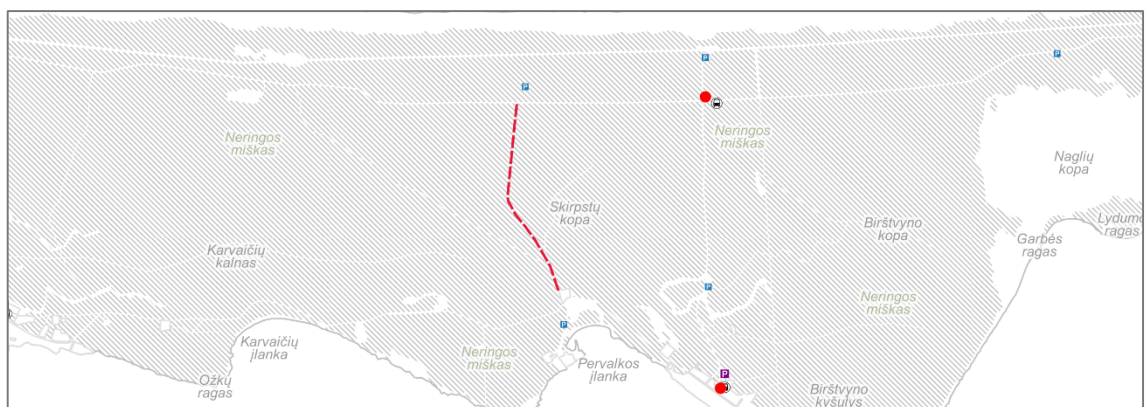 P
P
P
Neringos
miškas
Neringos
miškas
Naglių
kopa
Skirpstų
kopa
Birštvyno
kopa
Lydumo
ragas
Garbės
ragas
Karvaičių
kalnas
P
Neringos
miškas
P
Karvaičių
įlanka
Neringos
miškas
Pervalkos
įlanka
P
Ožkų
ragas
Birštvyno
kyšulys